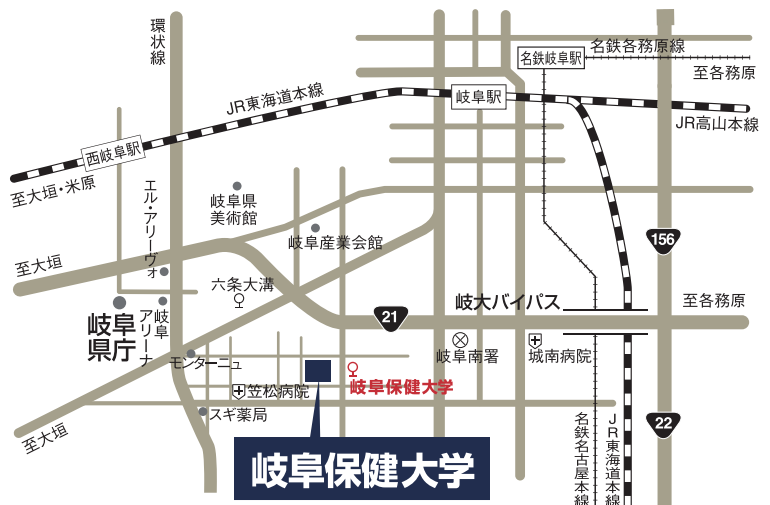 環状線
名鉄岐阜駅
名鉄各務原線
至各務原
JR東海道本線
岐阜駅
JR高山本線
西岐阜駅
至大垣・米原
エル・アリーヴォ
岐阜県
美術館
岐阜産業会館
156
至大垣
六条大溝
岐大バイパス
至各務原
21
岐阜
県庁
岐阜
アリーナ
モンターニュ
岐阜南署
城南病院
笠松病院
岐阜保健大学
スギ薬局
至大垣
岐阜保健大学
名鉄名古屋本線
JR東海道本線
22